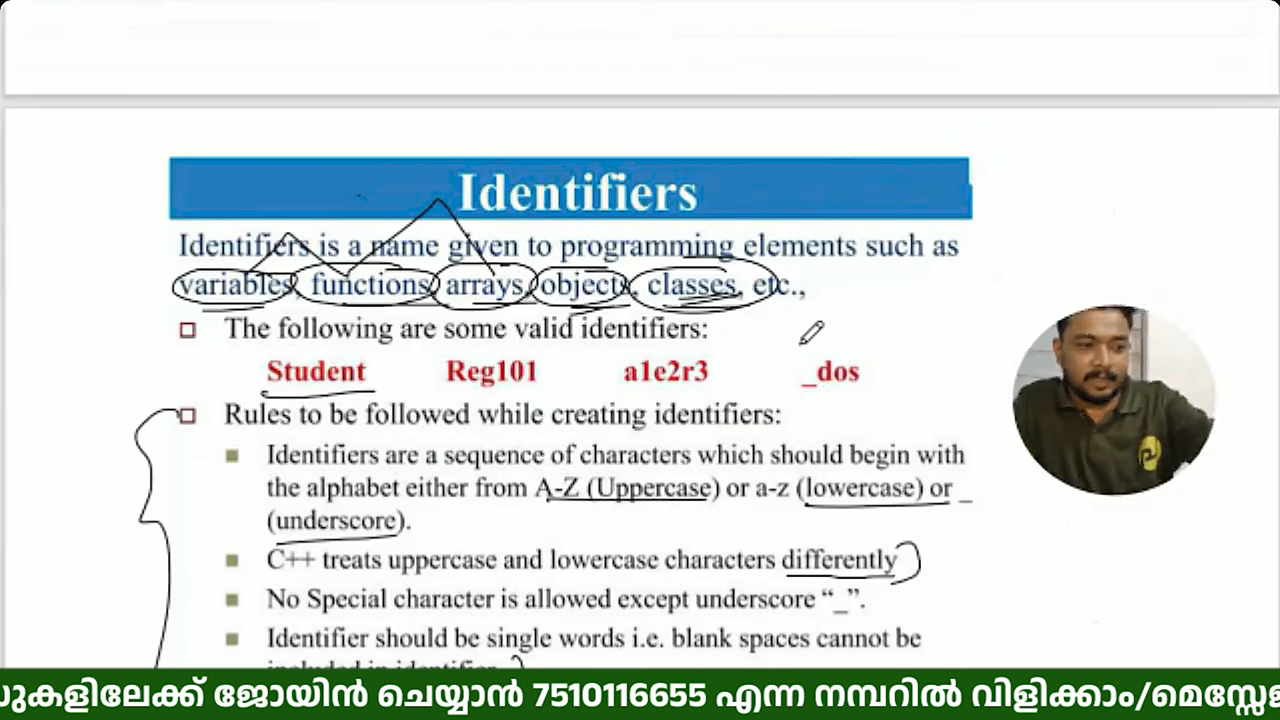 Identifiers
Identifiers is a name given to programming elements such as
variables, functions, arrays, objects, classes, etc.,
□ The following are some valid identifiers:
Student Reg101 a1e2r3 _dos
□ Rules to be followed while creating identifiers:
■ Identifiers are a sequence of characters which should begin with
the alphabet either from A-Z (Uppercase) or a-z (lowercase) or _
(underscore).
■ C++ treats uppercase and lowercase characters differently
■ No Special character is allowed except underscore “_”.
■ Identifier should be single words i.e. blank spaces cannot be
included in identifier.
സുകളിലേക്ക് ജോയിൻ ചെയ്യാൻ 7510116655 എന്ന നമ്പറിൽ വിളിക്കാം/മെസ്സേജ